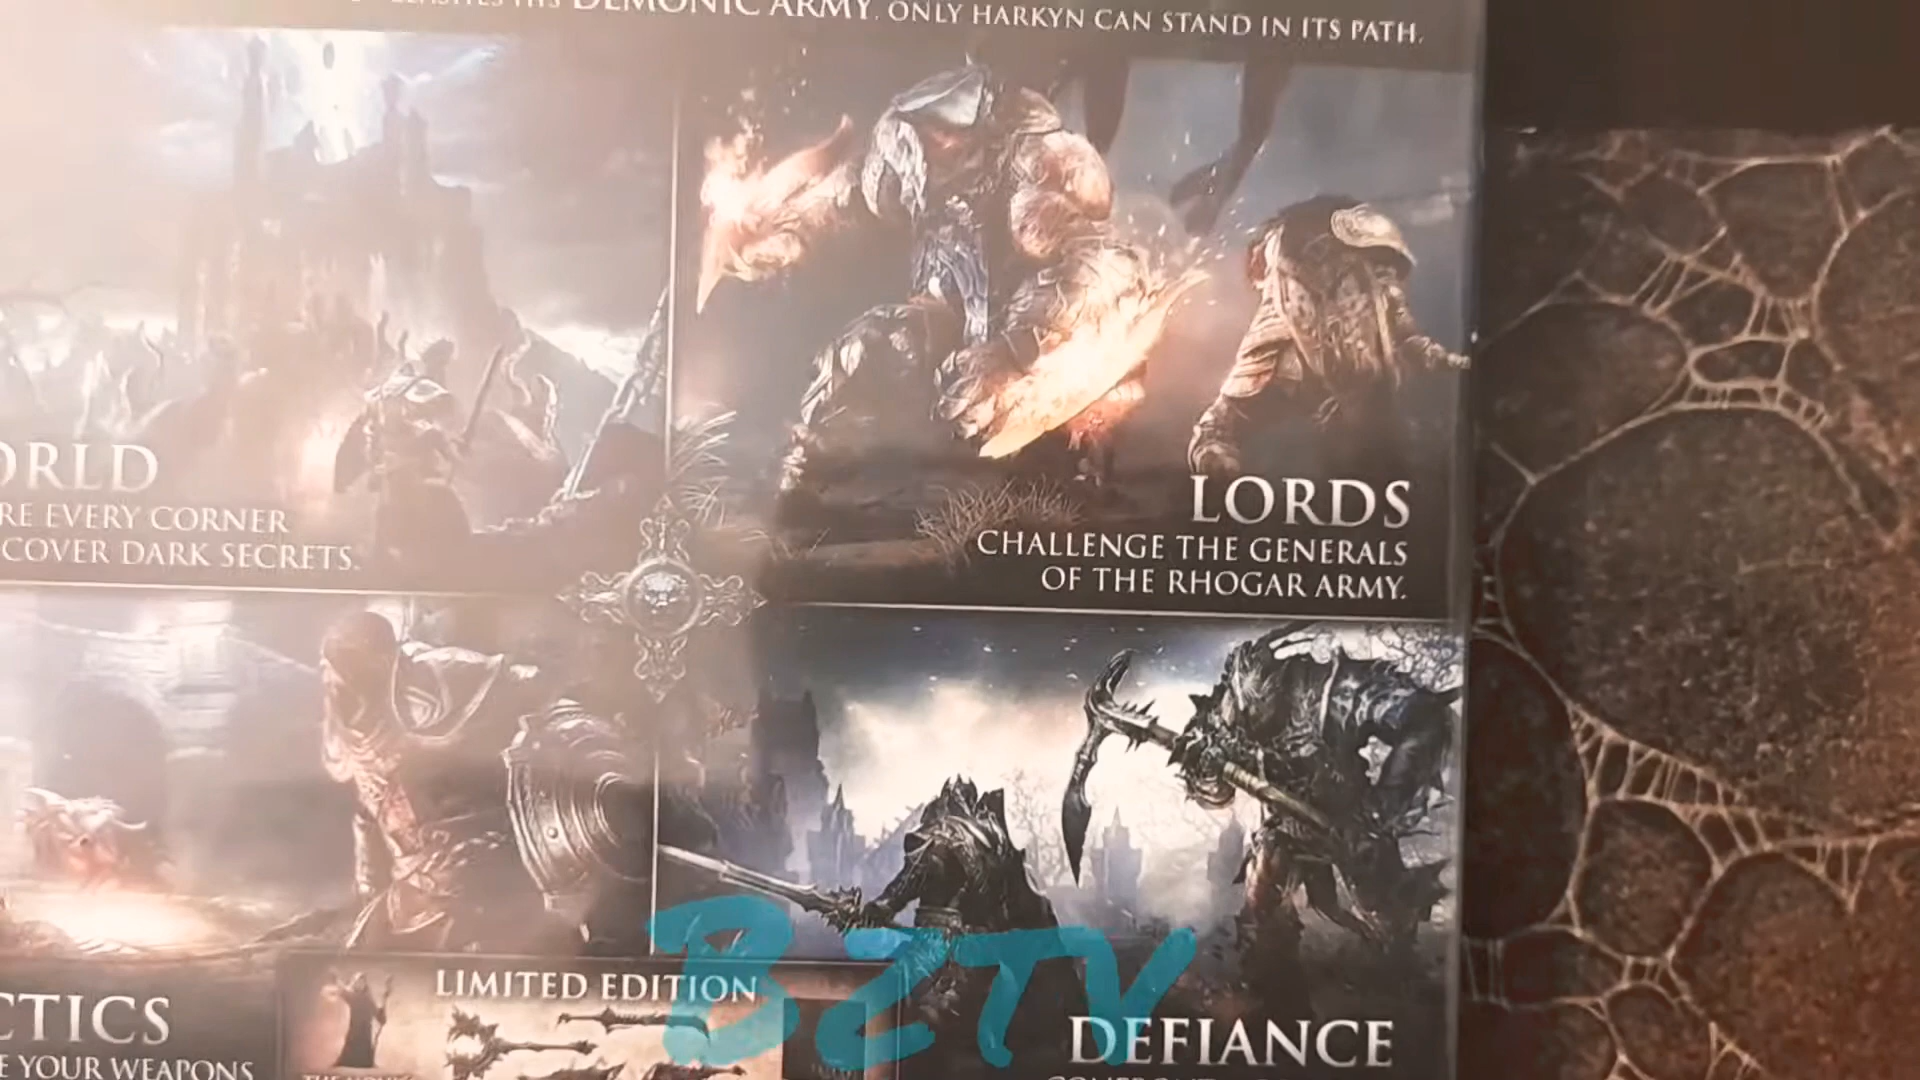 DEMONIC ARMY. ONLY HARKYN CAN STAND IN ITS PATH.
ORLD
RE EVERY CORNER
COVER DARK SECRETS.
LORDS
CHALLENGE THE GENERALS
OF THE RHOGAR ARMY.
CTICS
E YOUR WEAPONS
LIMITED EDITION
BZTV
DEFIANCE